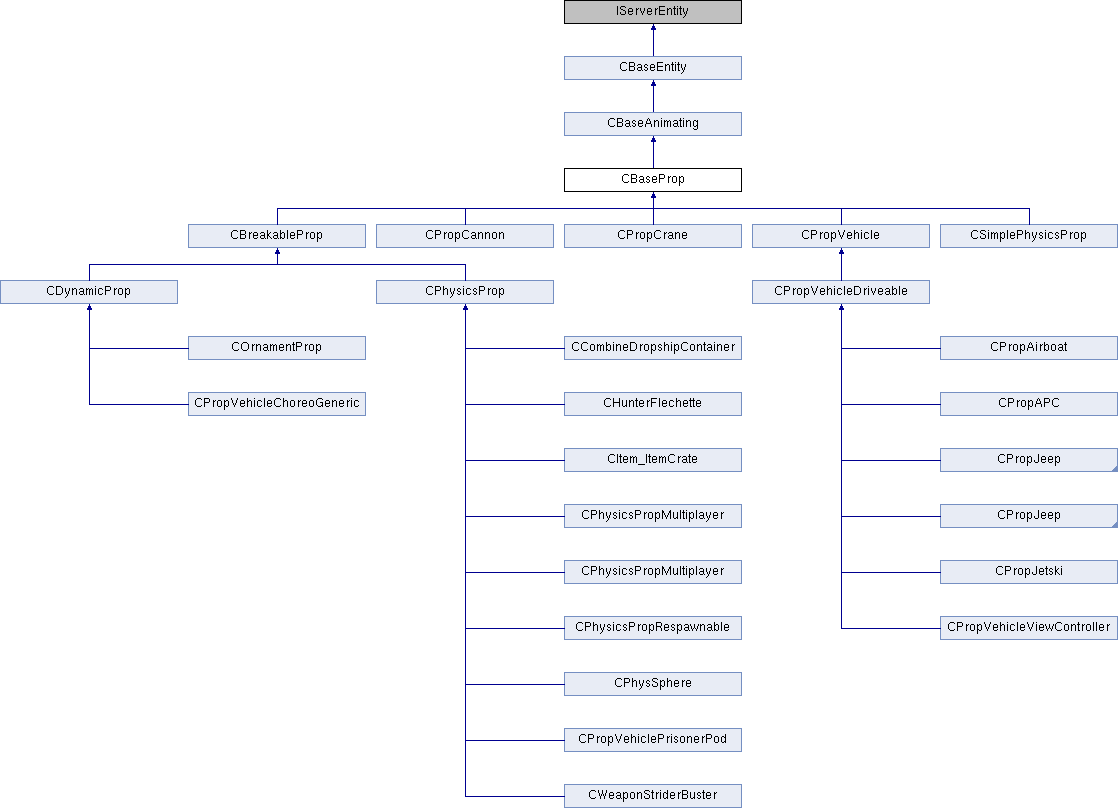 IServerEntity
CBaseEntity
CBaseAnimating
CBaseProp
CBreakableProp
CPropCannon
CPropCrane
CPropVehicle
CSimplePhysicsProp
CDynamicProp
CPhysicsProp
CPropVehicleDriveable
COrnamentProp
CCombineDropshipContainer
CPropAirboat
CPropVehicleChoreoGeneric
CHunterFlechette
CPropAPC
CItem_ItemCrate
CPropJeep
CPhysicsPropMultiplayer
CPropJeep
CPhysicsPropMultiplayer
CPropJetski
CPhysicsPropRespawnable
CPropVehicleViewController
CPhysSphere
CPropVehiclePrisonerPod
CWeaponStriderBuster